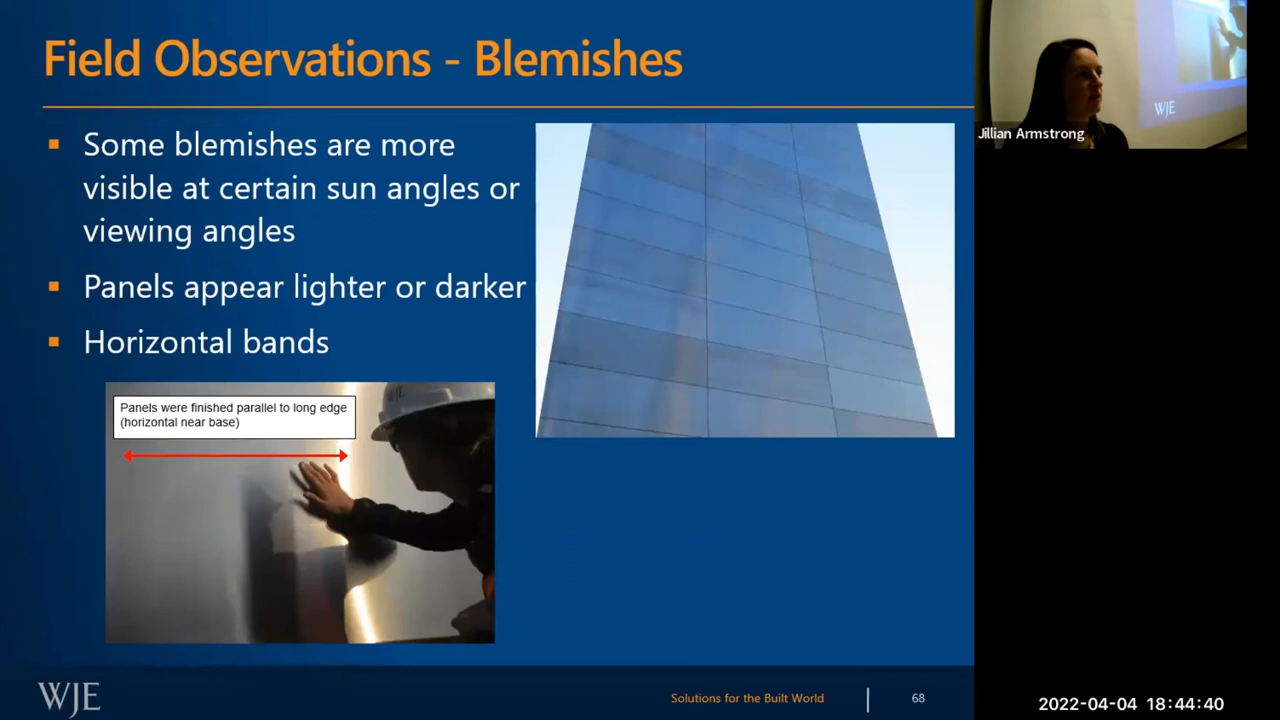 Field Observations - Blemishes
Some blemishes are more
visible at certain sun angles or
viewing angles
Panels appear lighter or darker
Horizontal bands
Panels were finished parallel to long edge
(horizontal near base)
WJE
WJE
Solutions for the Built World
68
WJE
Jillian Armstrong
2022-04-04 18:44:40